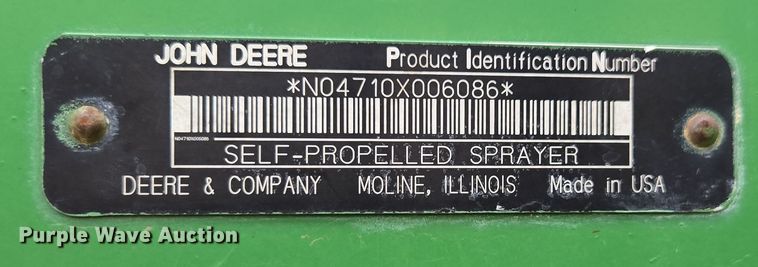 JOHN DEERE Product Identification Number
*N04710X006086*
N04710X006086
SELF-PROPELLED SPRAYER
DEERE & COMPANY MOLINE, ILLINOIS Made in USA
Purple Wave Auction